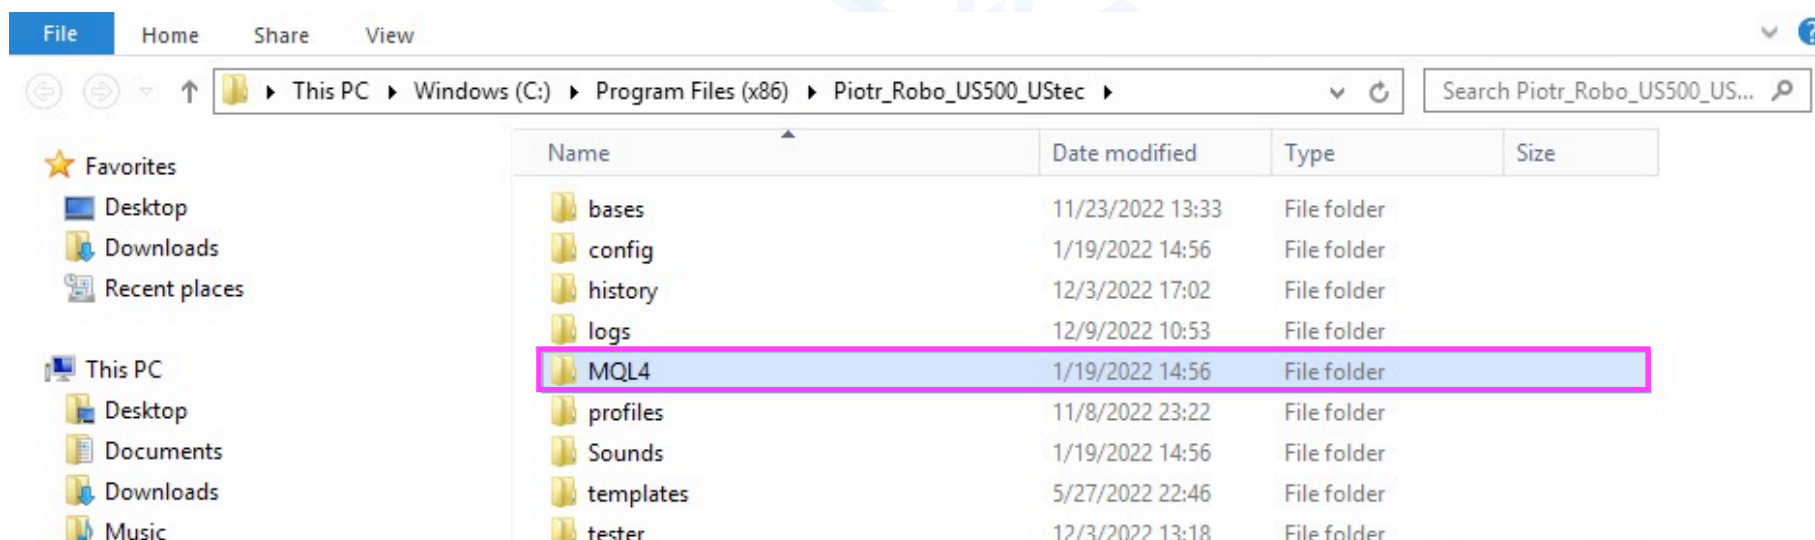 File Home Share View
This PC Windows (C:) Program Files (x86) Piotr_Robo_US500_UStec Search Piotr_Robo_US500_US...
Name Date modified Type Size
Favorites
Desktop
Downloads
Recent places
This PC
Desktop
Documents
Downloads
Music
bases 11/23/2022 13:33 File folder
config 1/19/2022 14:56 File folder
history 12/3/2022 17:02 File folder
logs 12/9/2022 10:53 File folder
MQL4 1/19/2022 14:56 File folder
profiles 11/8/2022 23:22 File folder
Sounds 1/19/2022 14:56 File folder
templates 5/27/2022 22:46 File folder
tester 12/3/2022 13:18 File folder